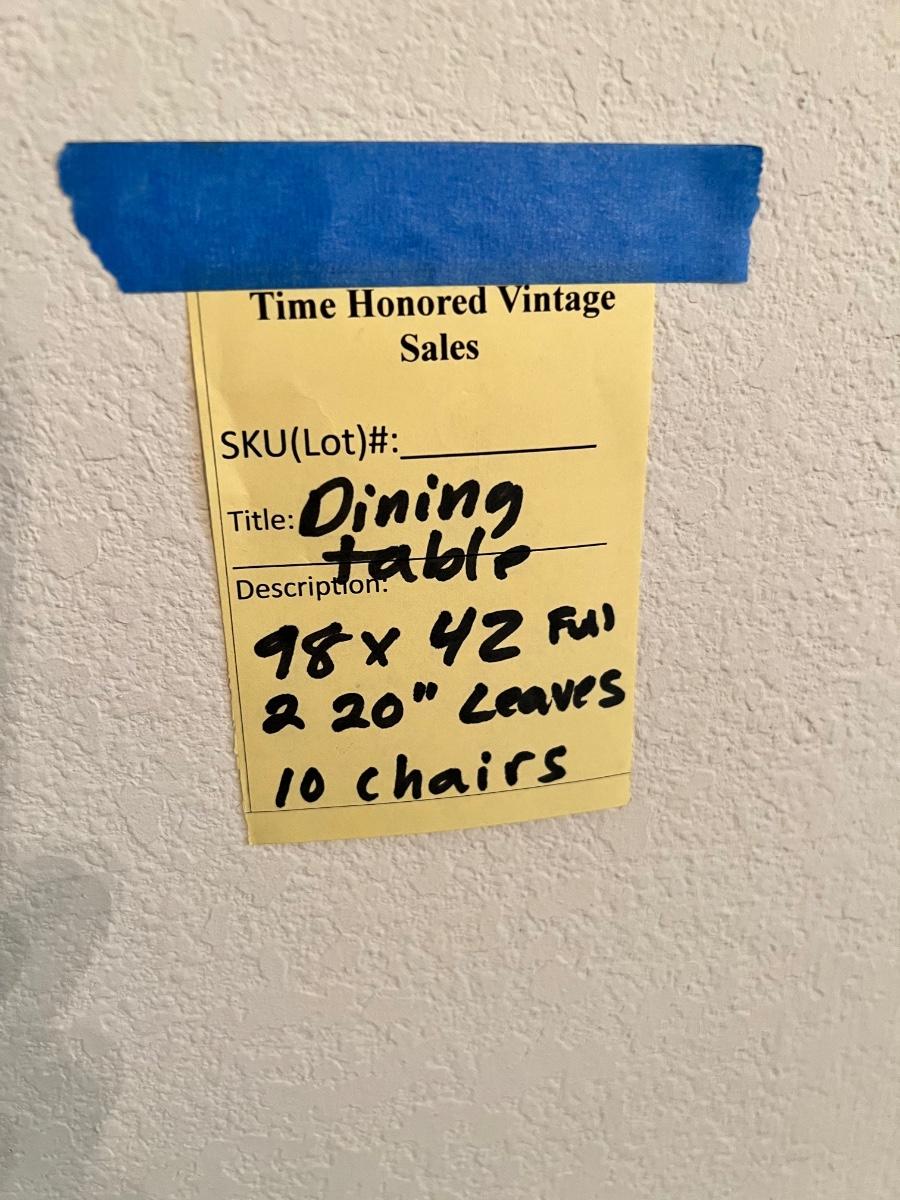 Time Honored Vintage
Sales
SKU(Lot)#:
Title: Dining
table
Description:
98 x 42 Full
2 20" Leaves
10 chairs